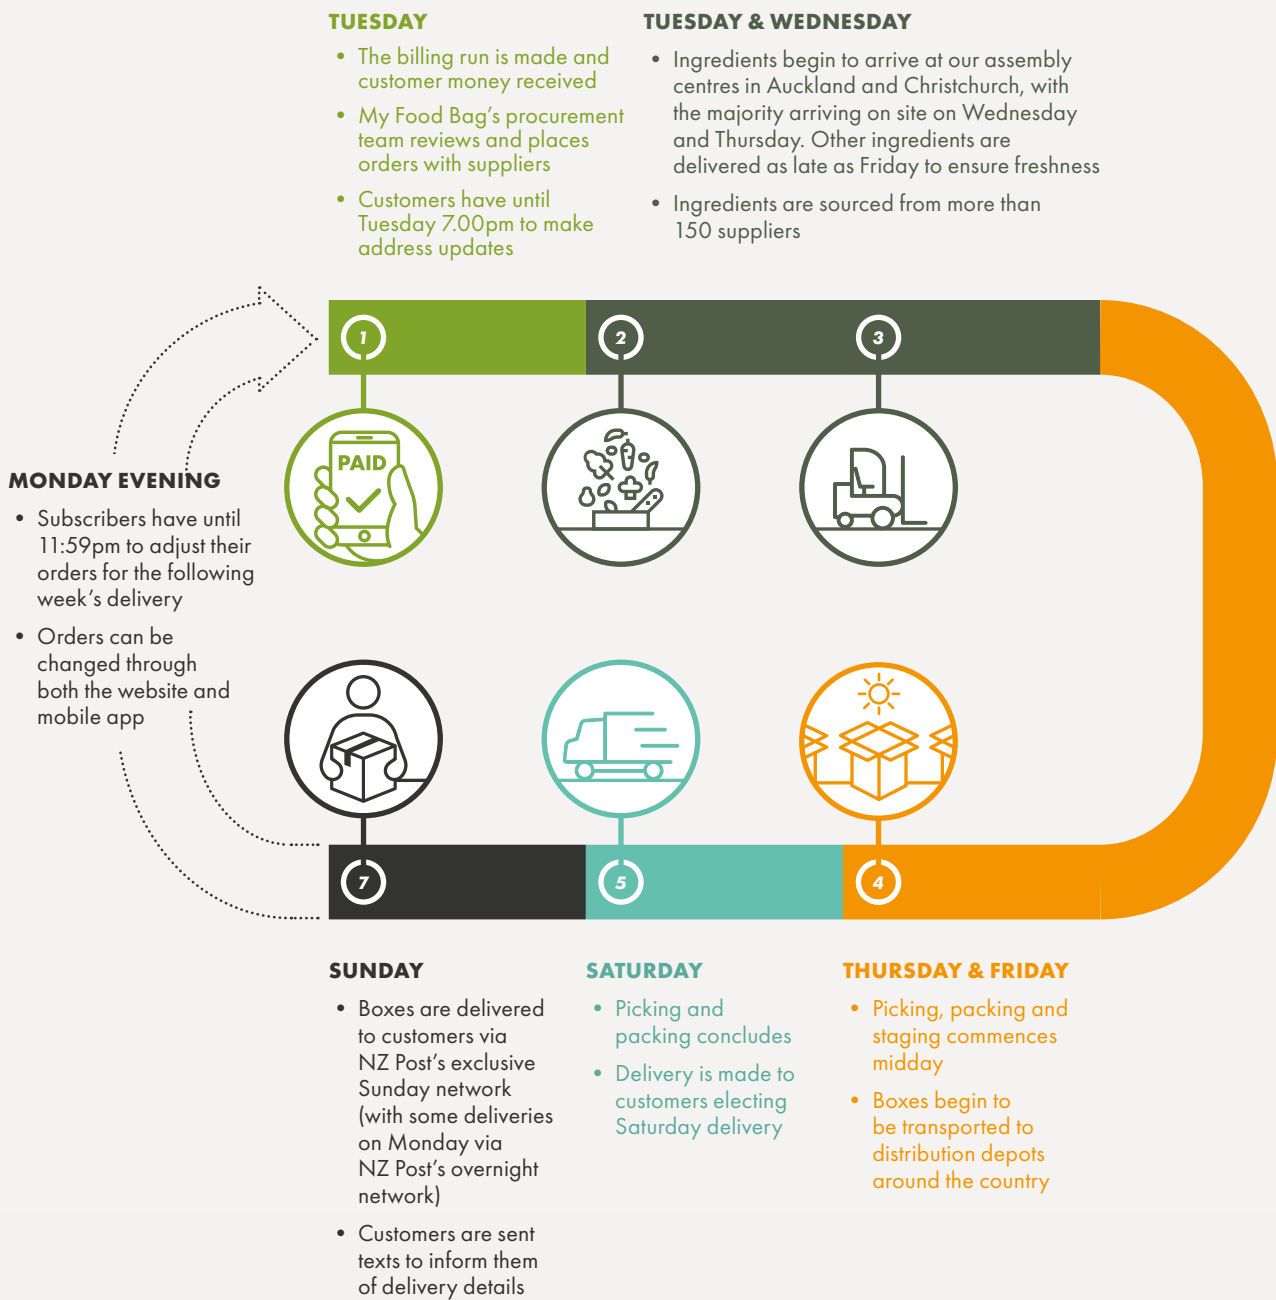 TUESDAY
• The billing run is made and
customer money received
• My Food Bag’s procurement
team reviews and places
orders with suppliers
• Customers have until
Tuesday 7.00pm to make
address updates
TUESDAY & WEDNESDAY
• Ingredients begin to arrive at our assembly
centres in Auckland and Christchurch, with
the majority arriving on site on Wednesday
and Thursday. Other ingredients are
delivered as late as Friday to ensure freshness
• Ingredients are sourced from more than
150 suppliers
1
2
3
PAID
MONDAY EVENING
• Subscribers have until
11:59pm to adjust their
orders for the following
week’s delivery
• Orders can be
changed through
both the website and
mobile app
7
5
4
SUNDAY
• Boxes are delivered
to customers via
NZ Post’s exclusive
Sunday network
(with some deliveries
on Monday via
NZ Post’s overnight
network)
• Customers are sent
texts to inform them
of delivery details
SATURDAY
• Picking and
packing concludes
• Delivery is made to
customers electing
Saturday delivery
THURSDAY & FRIDAY
• Picking, packing and
staging commences
midday
• Boxes begin to
be transported to
distribution depots
around the country